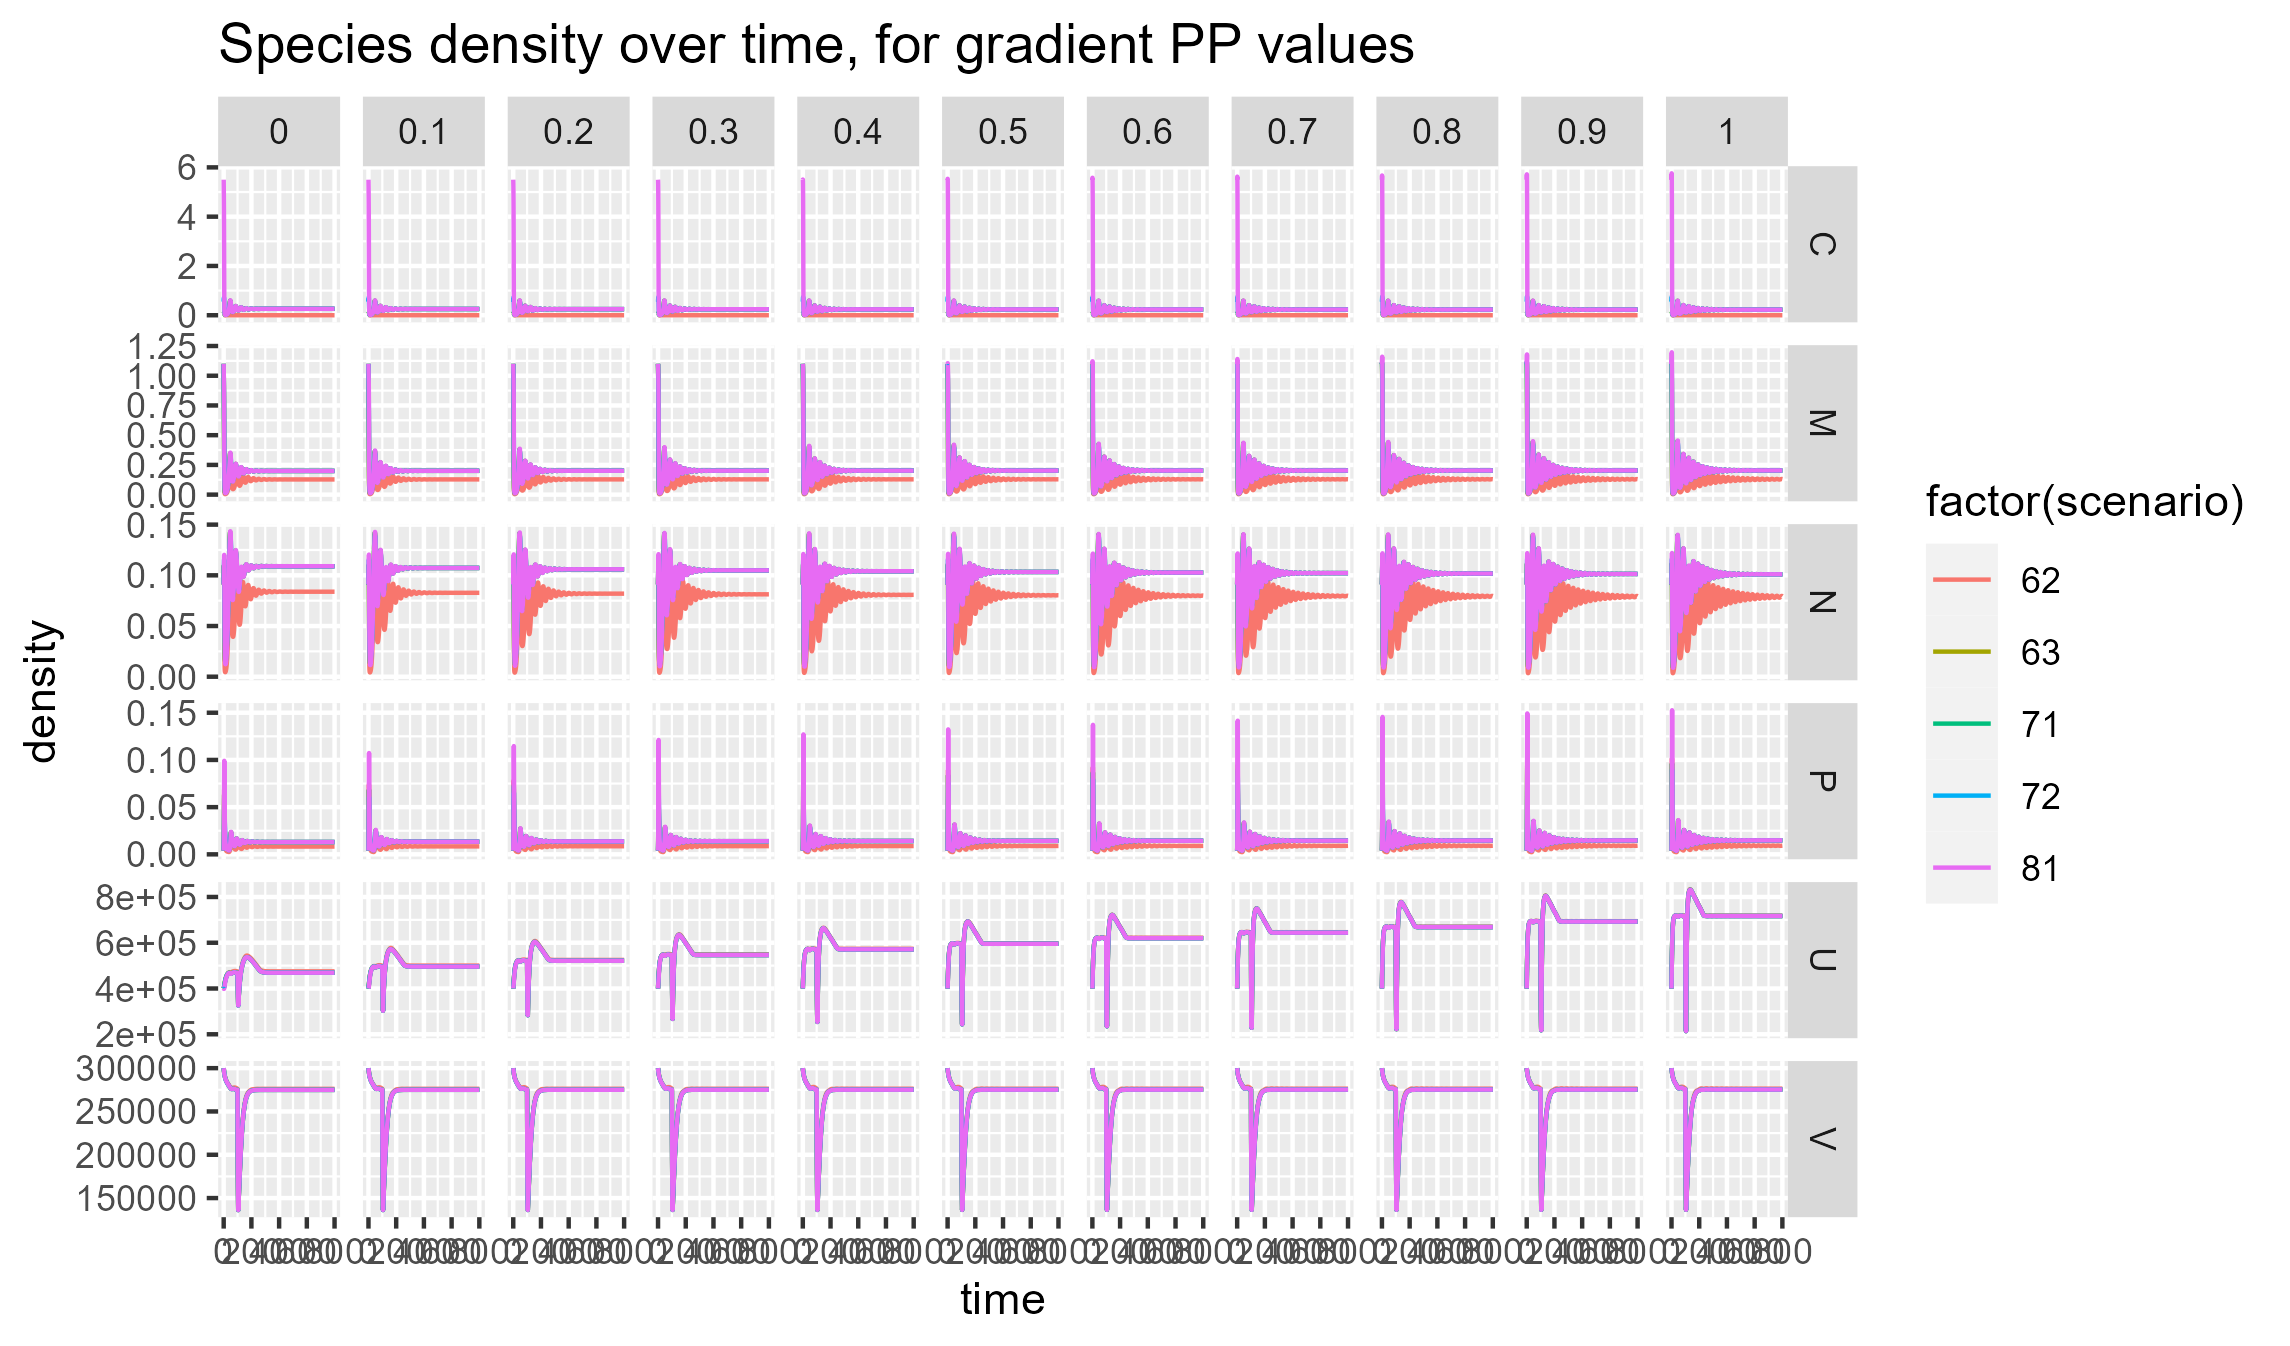 Species density over time, for gradient PP values
0 0.1 0.2 0.3 0.4 0.5 0.6 0.7 0.8 0.9 1
6
4
2
0
C
1.25
1.00
0.75
0.50
0.25
0.00
M
0.15
0.10
0.05
0.00
N
0.15
0.10
0.05
0.00
P
8e+05
6e+05
4e+05
2e+05
U
300000
250000
200000
150000
V
time
density
factor(scenario)
62
63
71
72
81